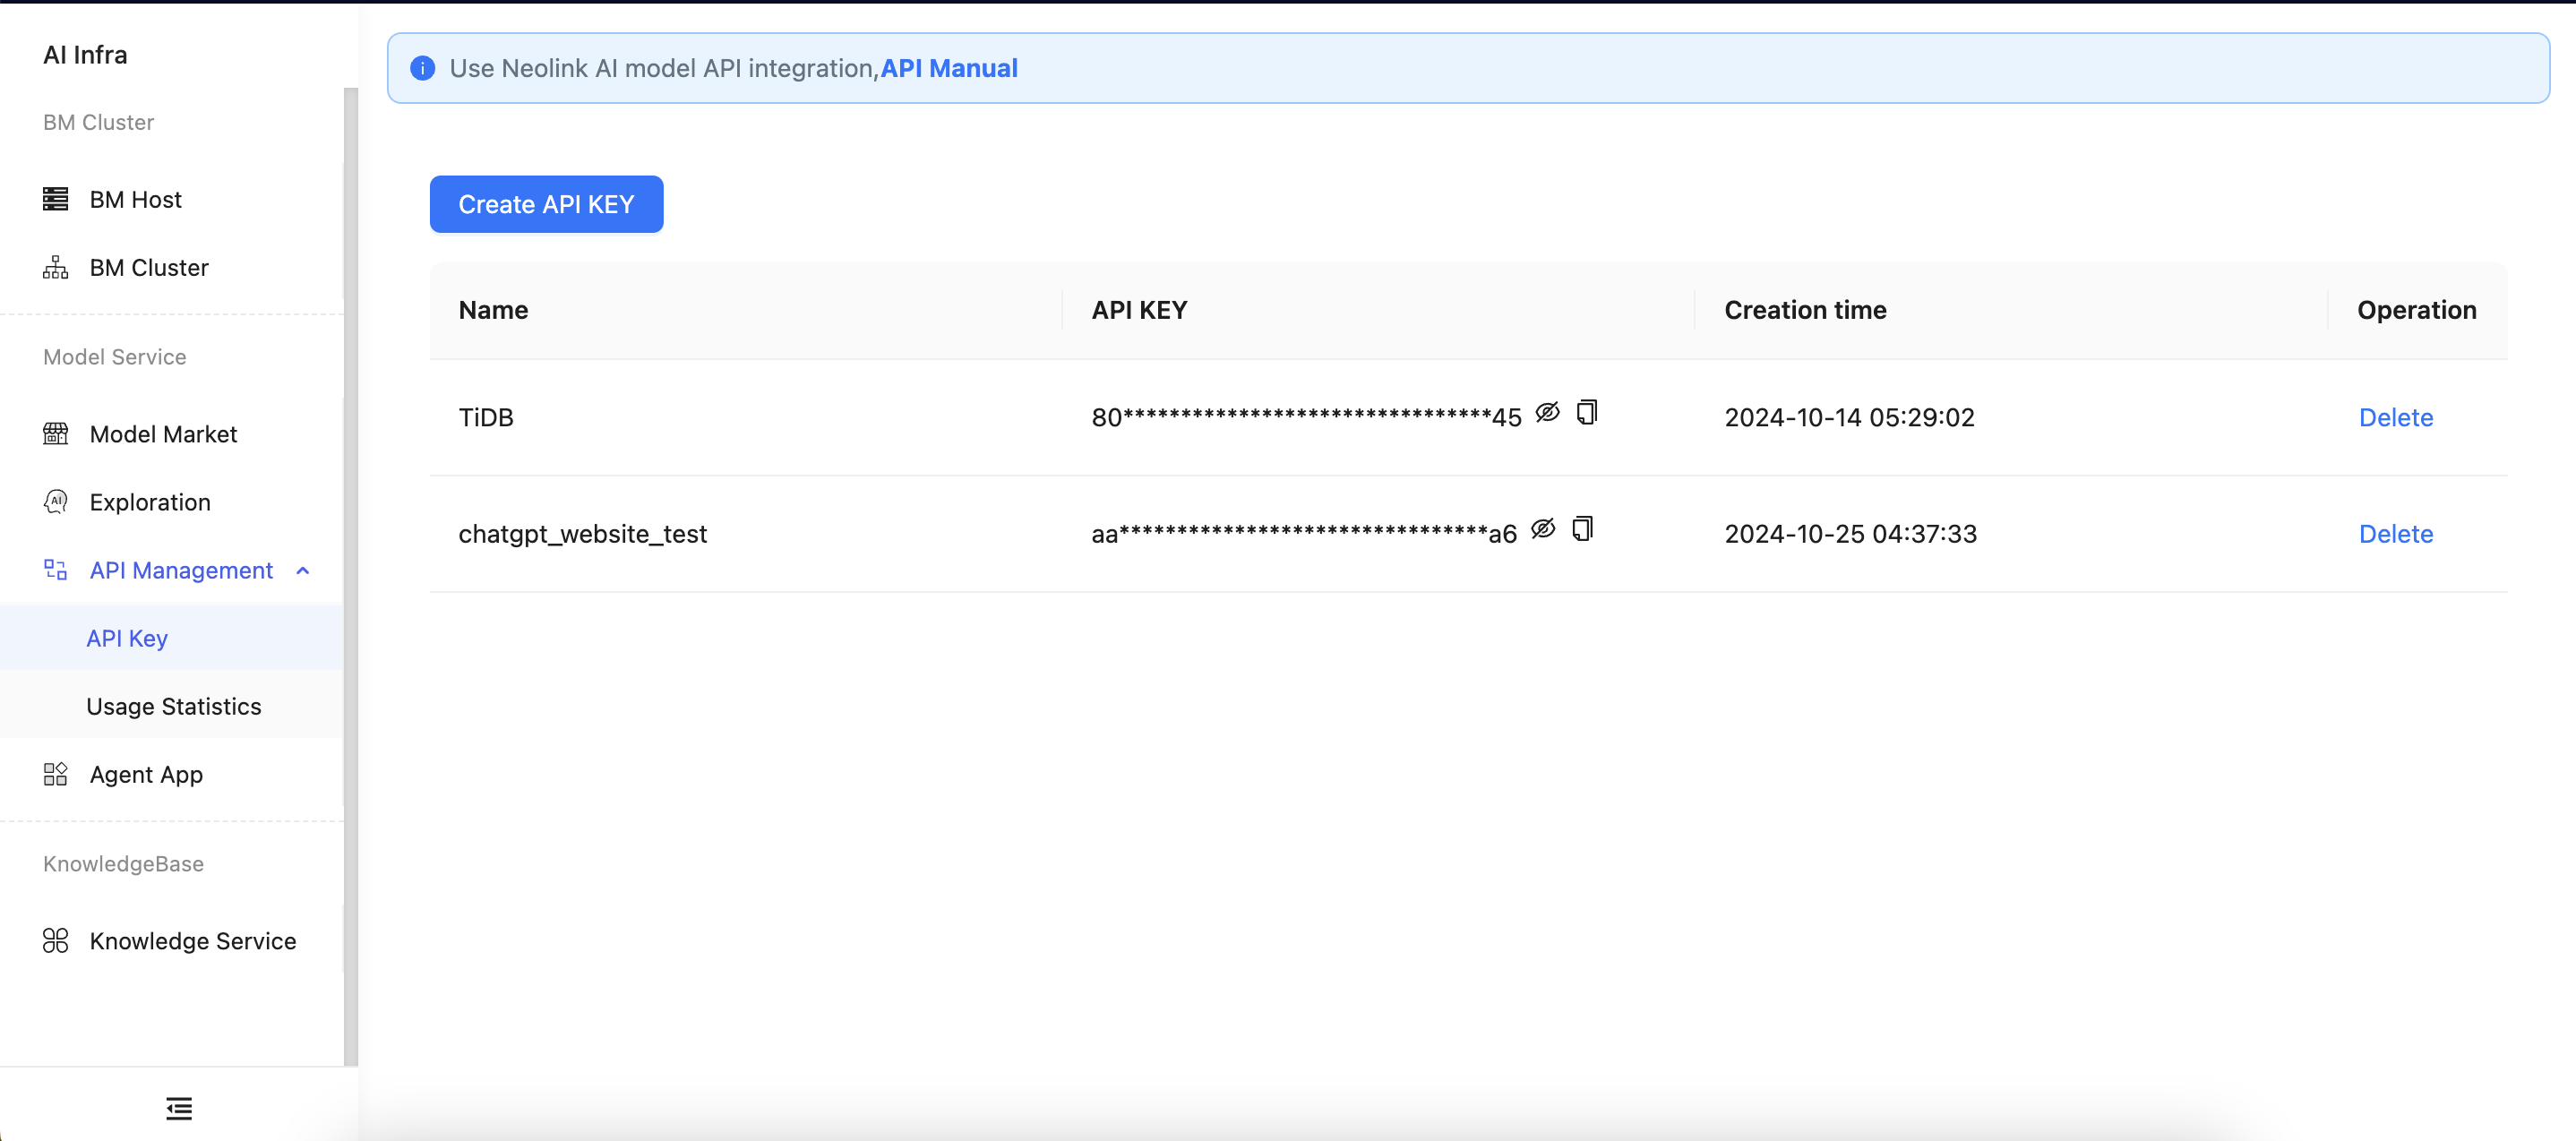 AI Infra
BM Cluster
BM Host
BM Cluster
Model Service
Model Market
Exploration
API Management
API Key
Usage Statistics
Agent App
KnowledgeBase
Knowledge Service
Use Neolink AI model API integration,API Manual
Create API KEY
Name API KEY Creation time Operation
TiDB 80********************************45 2024-10-14 05:29:02 Delete
chatgpt_website_test aa********************************a6 2024-10-25 04:37:33 Delete